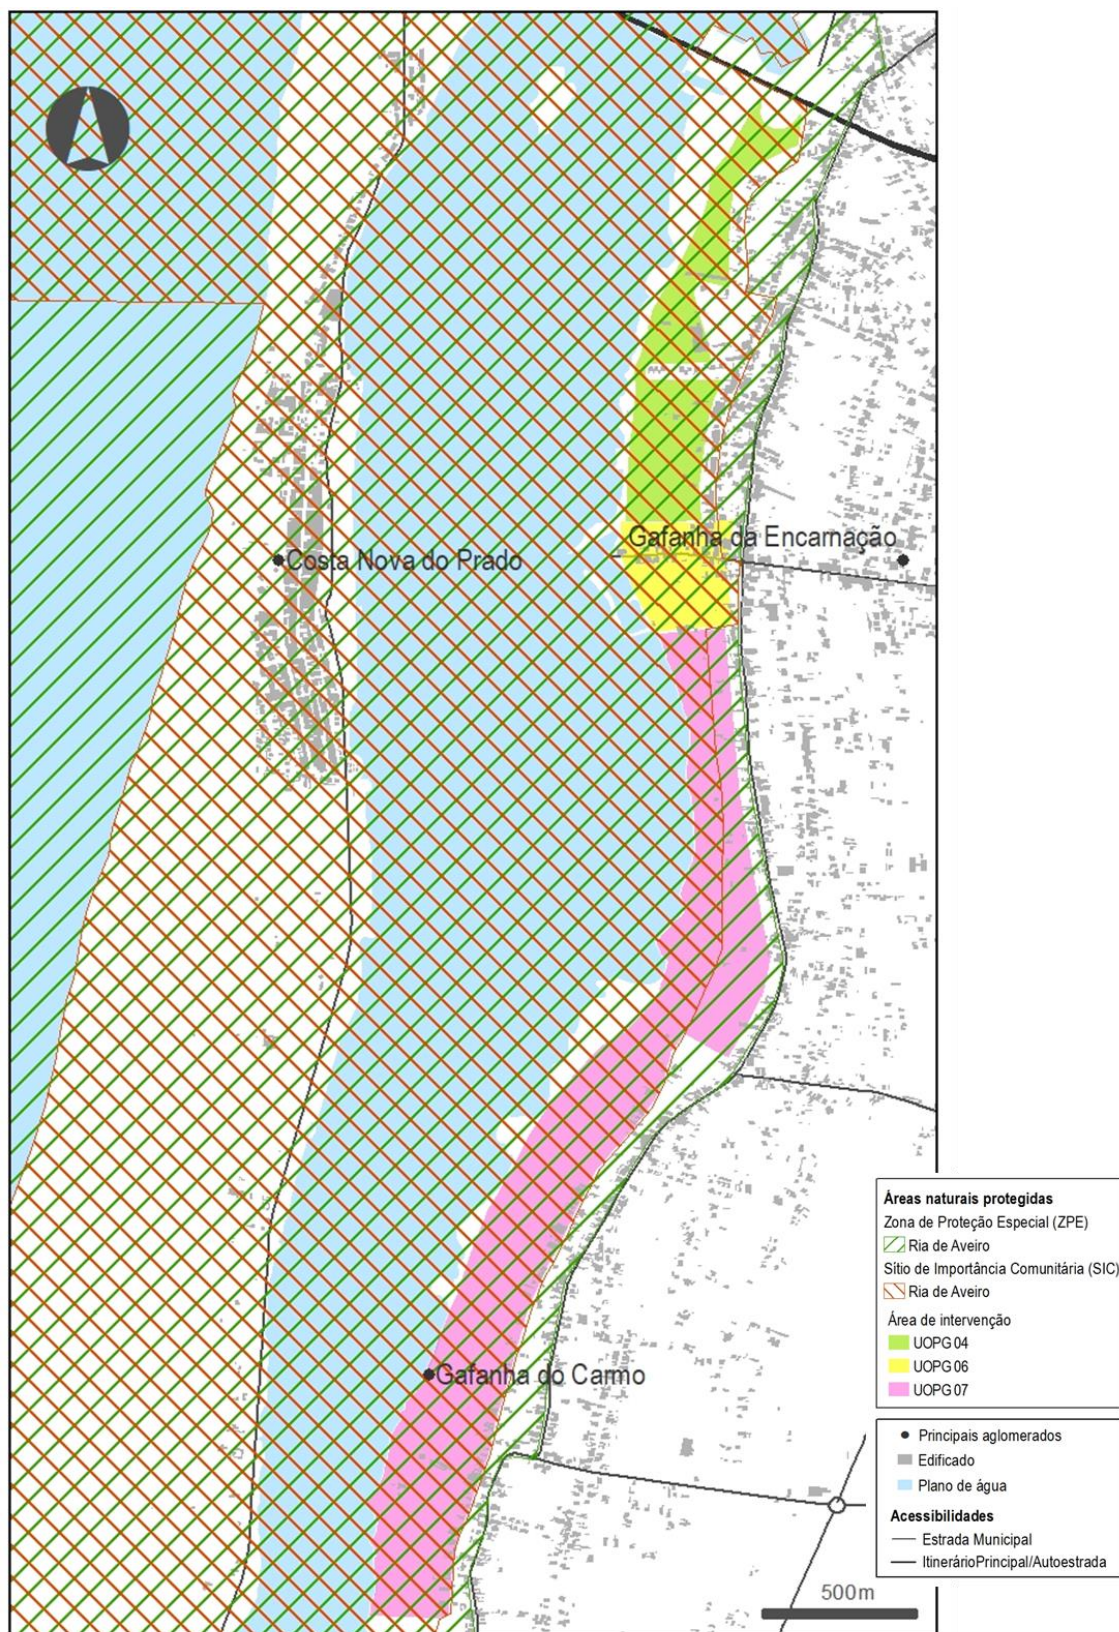 Gafanha da Encarnação
Costa Nova do Prado
Gafanha do Carmo
Áreas naturais protegidas
Zona de Proteção Especial (ZPE)
Ria de Aveiro
Sítio de Importância Comunitária (SIC)
Ria de Aveiro
Área de intervenção
UOPG 04
UOPG 06
UOPG 07
Principais aglomerados
Edificado
Plano de água
Acessibilidades
Estrada Municipal
ItinerárioPrincipal/Autoestrada
500m